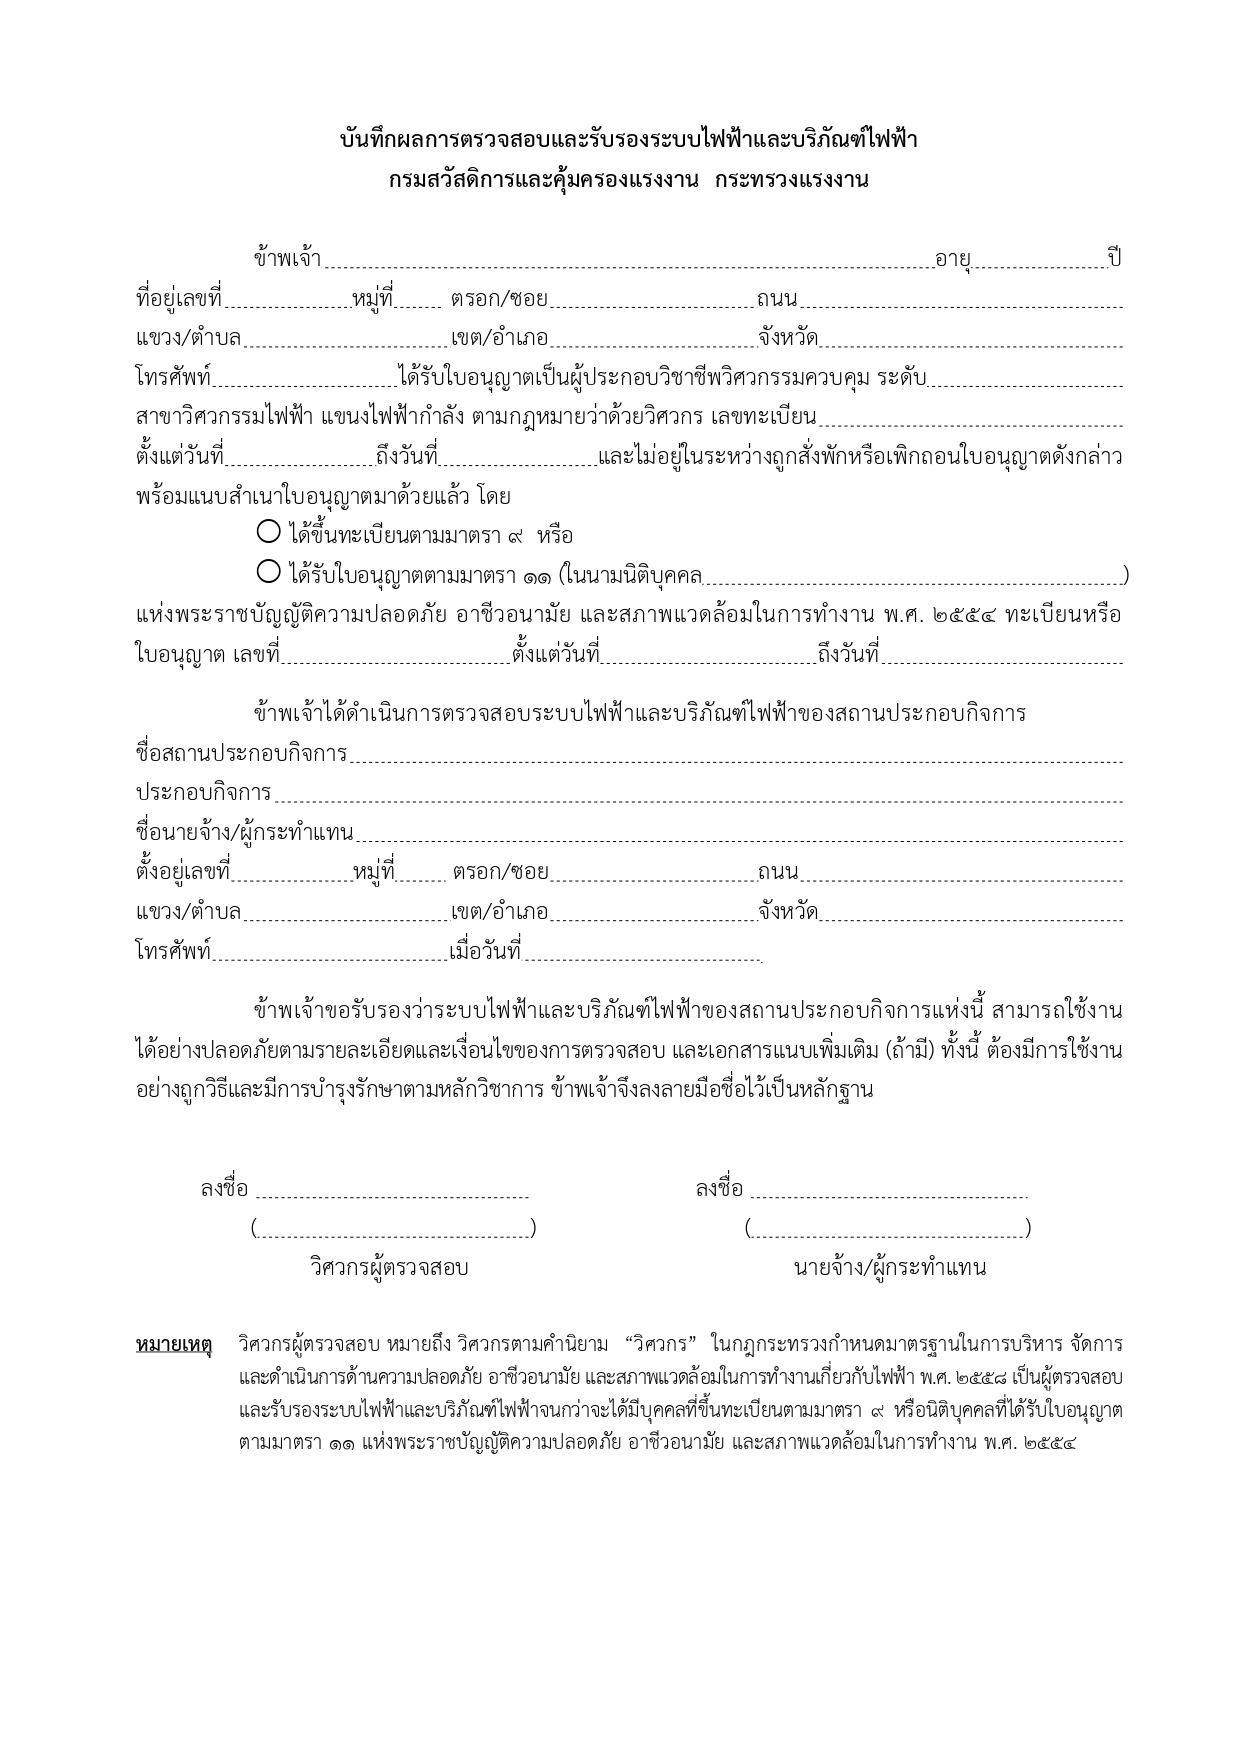 บันทึกผลการตรวจสอบและรับรองระบบไฟฟ้าและบริภัณฑ์ไฟฟ้า
กรมสวัสดิการและคุ้มครองแรงงาน กระทรวงแรงงาน
ข้าพเจ้า อายุ ปี
ที่อยู่เลขที่ หมู่ที่ ตรอก/ซอย ถนน
แขวง/ตำบล เขต/อำเภอ จังหวัด
โทรศัพท์ ได้รับใบอนุญาตเป็นผู้ประกอบวิชาชีพวิศวกรรมควบคุม ระดับ
สาขาวิศวกรรมไฟฟ้า แขนงไฟฟ้ากำลัง ตามกฎหมายว่าด้วยวิศวกร เลขทะเบียน
ตั้งแต่วันที่ ถึงวันที่ และไม่อยู่ในระหว่างถูกสั่งพักหรือเพิกถอนใบอนุญาตดังกล่าว
พร้อมแนบสำเนาใบอนุญาตมาด้วยแล้ว โดย
ได้ขึ้นทะเบียนตามมาตรา ๙ หรือ
ได้รับใบอนุญาตตามมาตรา ๑๑ (ในนามนิติบุคคล )
แห่งพระราชบัญญัติความปลอดภัย อาชีวอนามัย และสภาพแวดล้อมในการทำงาน พ.ศ. ๒๕๕๔ ทะเบียนหรือ
ใบอนุญาต เลขที่ ตั้งแต่วันที่ ถึงวันที่
ข้าพเจ้าได้ดำเนินการตรวจสอบระบบไฟฟ้าและบริภัณฑ์ไฟฟ้าของสถานประกอบกิจการ
ชื่อสถานประกอบกิจการ
ประกอบกิจการ
ชื่อนายจ้าง/ผู้กระทำแทน
ตั้งอยู่เลขที่ หมู่ที่ ตรอก/ซอย ถนน
แขวง/ตำบล เขต/อำเภอ จังหวัด
โทรศัพท์ เมื่อวันที่
ข้าพเจ้าขอรับรองว่าระบบไฟฟ้าและบริภัณฑ์ไฟฟ้าของสถานประกอบกิจการแห่งนี้ สามารถใช้งาน
ได้อย่างปลอดภัยตามรายละเอียดและเงื่อนไขของการตรวจสอบ และเอกสารแนบเพิ่มเติม (ถ้ามี) ทั้งนี้ ต้องมีการใช้งาน
อย่างถูกวิธีและมีการบำรุงรักษาตามหลักวิชาการ ข้าพเจ้าจึงลงลายมือชื่อไว้เป็นหลักฐาน
ลงชื่อ ลงชื่อ
( ) ( )
วิศวกรผู้ตรวจสอบ นายจ้าง/ผู้กระทำแทน
หมายเหตุ วิศวกรผู้ตรวจสอบ หมายถึง วิศวกรตามคำนิยาม “วิศวกร” ในกฎกระทรวงกำหนดมาตรฐานในการบริหาร จัดการ
และดำเนินการด้านความปลอดภัย อาชีวอนามัย และสภาพแวดล้อมในการทำงานเกี่ยวกับไฟฟ้า พ.ศ. ๒๕๕๘ เป็นผู้ตรวจสอบ
และรับรองระบบไฟฟ้าและบริภัณฑ์ไฟฟ้าจนกว่าจะได้มีบุคคลที่ขึ้นทะเบียนตามมาตรา ๙ หรือนิติบุคคลที่ได้รับใบอนุญาต
ตามมาตรา ๑๑ แห่งพระราชบัญญัติความปลอดภัย อาชีวอนามัย และสภาพแวดล้อมในการทำงาน พ.ศ. ๒๕๕๔